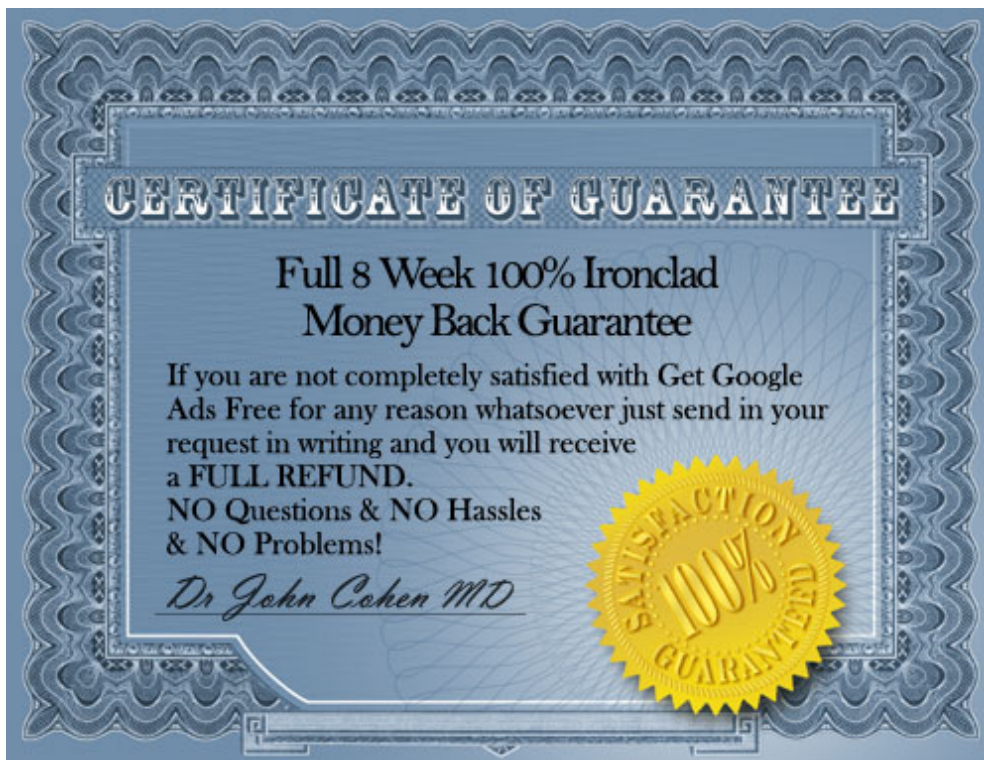 CERTIFICATE OF GUARANTEE
Full 8 Week 100% Ironclad
Money Back Guarantee
If you are not completely satisfied with Get Google
Ads Free for any reason whatsoever just send in your
request in writing and you will receive
a FULL REFUND.
NO Questions & NO Hassles
& NO Problems!
Dr John Cohen MD
SATISFACTION
100%
GUARANTEED